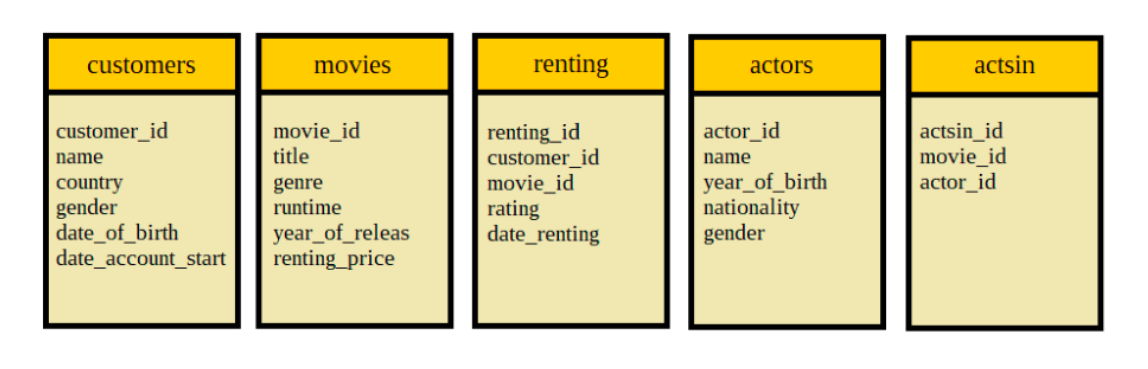 customers
customer_id
name
country
gender
date_of_birth
date_account_start
movies
movie_id
title
genre
runtime
year_of_releas
renting_price
renting
renting_id
customer_id
movie_id
rating
date_renting
actors
actor_id
name
year_of_birth
nationality
gender
actsin
actsin_id
movie_id
actor_id